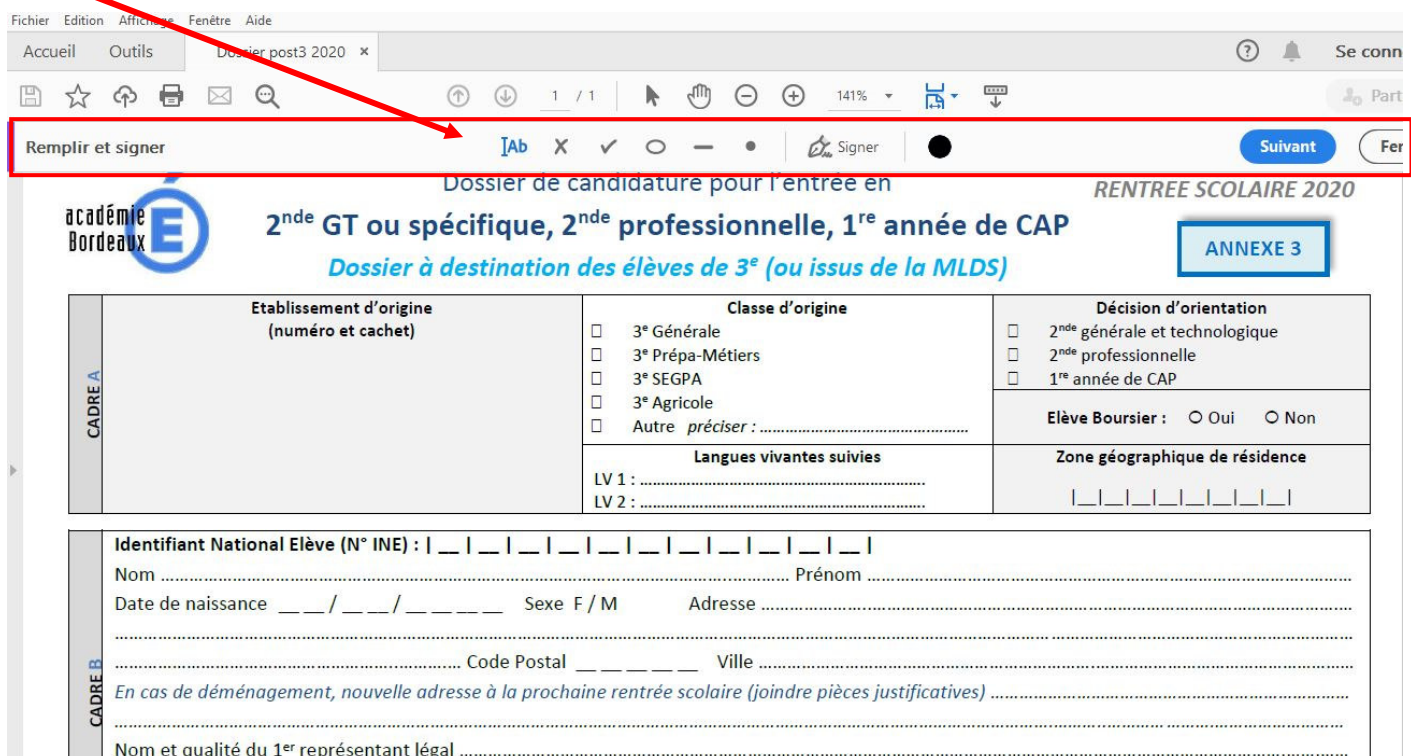 Fichier Edition Affichage Fenêtre Aide
Accueil Outils Dossier post3 2020 × Se conn
1 / 1 141% Part
Remplir et signer Ab Signer Suivant Fer
Dossier de candidature pour l'entrée en
RENTREE SCOLAIRE 2020
académie
Bordeaux
É
2nde GT ou spécifique, 2nde professionnelle, 1re année de CAP
ANNEXE 3
Dossier à destination des élèves de 3e (ou issus de la MLDS)
CADRE A
Etablissement d'origine
(numéro et cachet)
Classe d'origine
3e Générale
3e Prépa-Métiers
3e SEGPA
3e Agricole
Autre préciser : ............................................
Langues vivantes suivies
LV 1 : ............................................................
LV 2 : ............................................................
Décision d'orientation
2nde générale et technologique
2nde professionnelle
1re année de CAP
Elève Boursier : O Oui O Non
Zone géographique de résidence
|__|__|__|__|__|__|__|__|
CADRE B
Identifiant National Elève (N° INE) : | __ | __ | __ | __ | __ | __ | __ | __ | __ | __ | __ |
Nom ............................................ Prénom ............................................
Date de naissance __ __ / __ __ / __ __ __ __ Sexe F / M Adresse ............................................
............................................................
............................................ Code Postal __ __ __ __ __ Ville ............................................
En cas de déménagement, nouvelle adresse à la prochaine rentrée scolaire (joindre pièces justificatives) ............................................
............................................................
Nom et qualité du 1er représentant légal ............................................